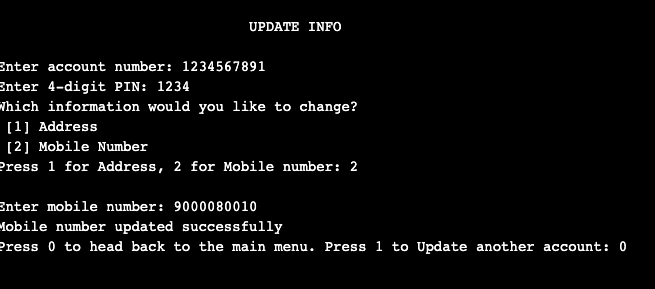 UPDATE INFO
Enter account number: 1234567891
Enter 4-digit PIN: 1234
Which information would you like to change?
[1] Address
[2] Mobile Number
Press 1 for Address, 2 for Mobile number: 2
Enter mobile number: 9000080010
Mobile number updated successfully
Press 0 to head back to the main menu. Press 1 to Update another account: 0